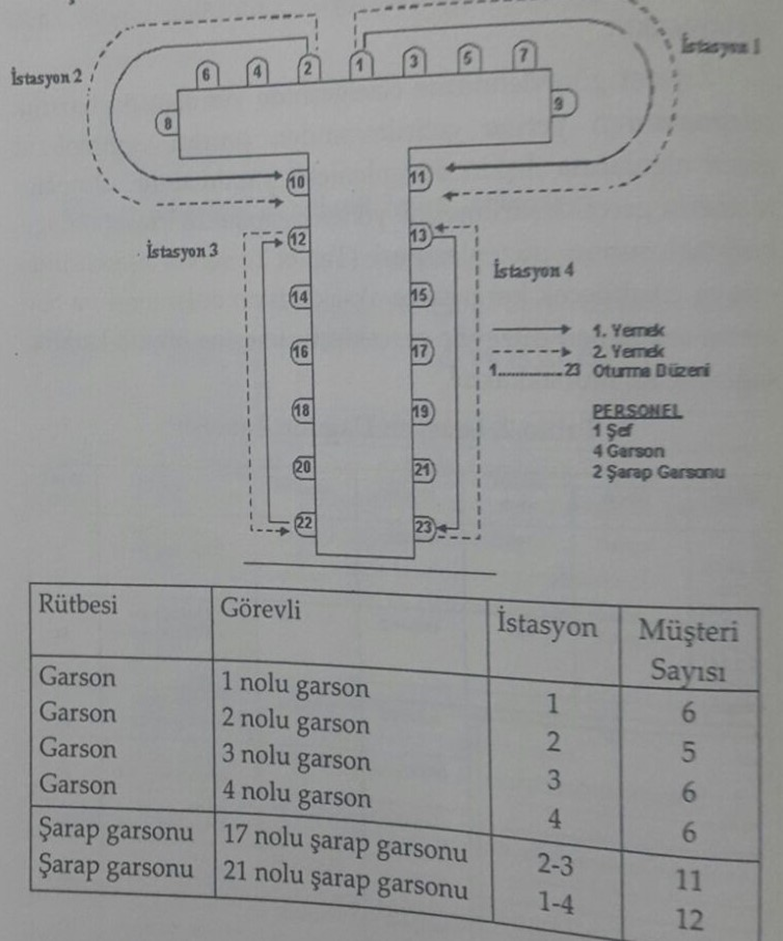 İstasyon 1
İstasyon 2
6 4 2 1 3 5 7
8 9
10 11
12 13
İstasyon 3
İstasyon 4
14 15
16 17
18 19
20 21
22 23
1. Yemek
2. Yemek
1..............23 Oturma Düzeni
PERSONEL
1 Şef
4 Garson
2 Şarap Garsonu
Rütbesi Görevli İstasyon Müşteri Sayısı
Garson 1 nolu garson 1 6
Garson 2 nolu garson 2 5
Garson 3 nolu garson 3 6
Garson 4 nolu garson 4 6
Şarap garsonu 17 nolu şarap garsonu 2-3 11
Şarap garsonu 21 nolu şarap garsonu 1-4 12